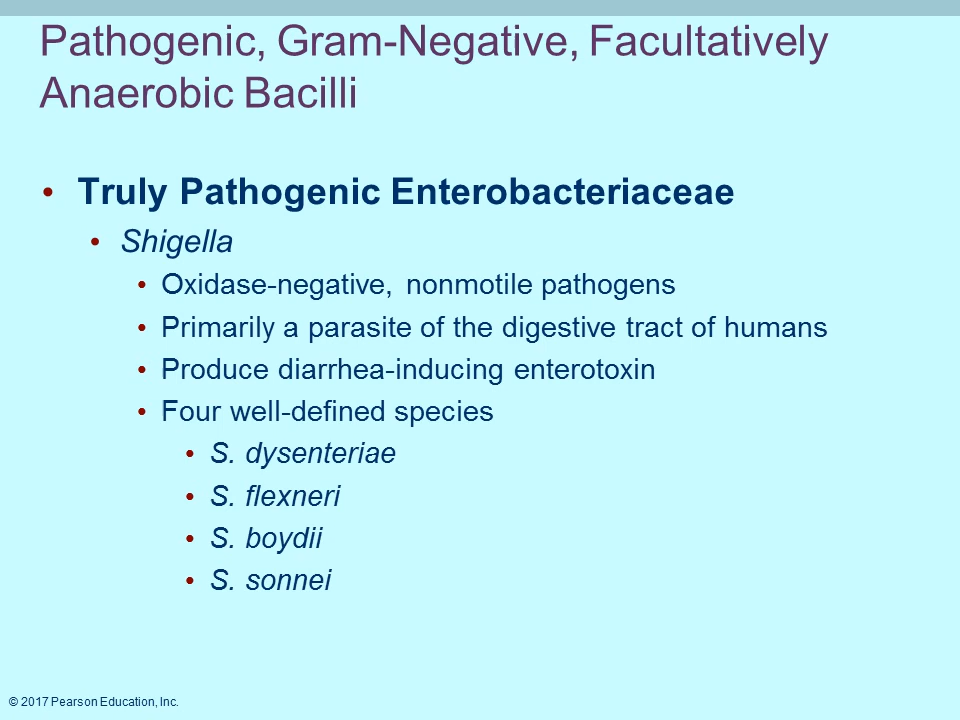 Pathogenic, Gram-Negative, Facultatively
Anaerobic Bacilli
• Truly Pathogenic Enterobacteriaceae
• Shigella
• Oxidase-negative, nonmotile pathogens
• Primarily a parasite of the digestive tract of humans
• Produce diarrhea-inducing enterotoxin
• Four well-defined species
• S. dysenteriae
• S. flexneri
• S. boydii
• S. sonnei
© 2017 Pearson Education, Inc.